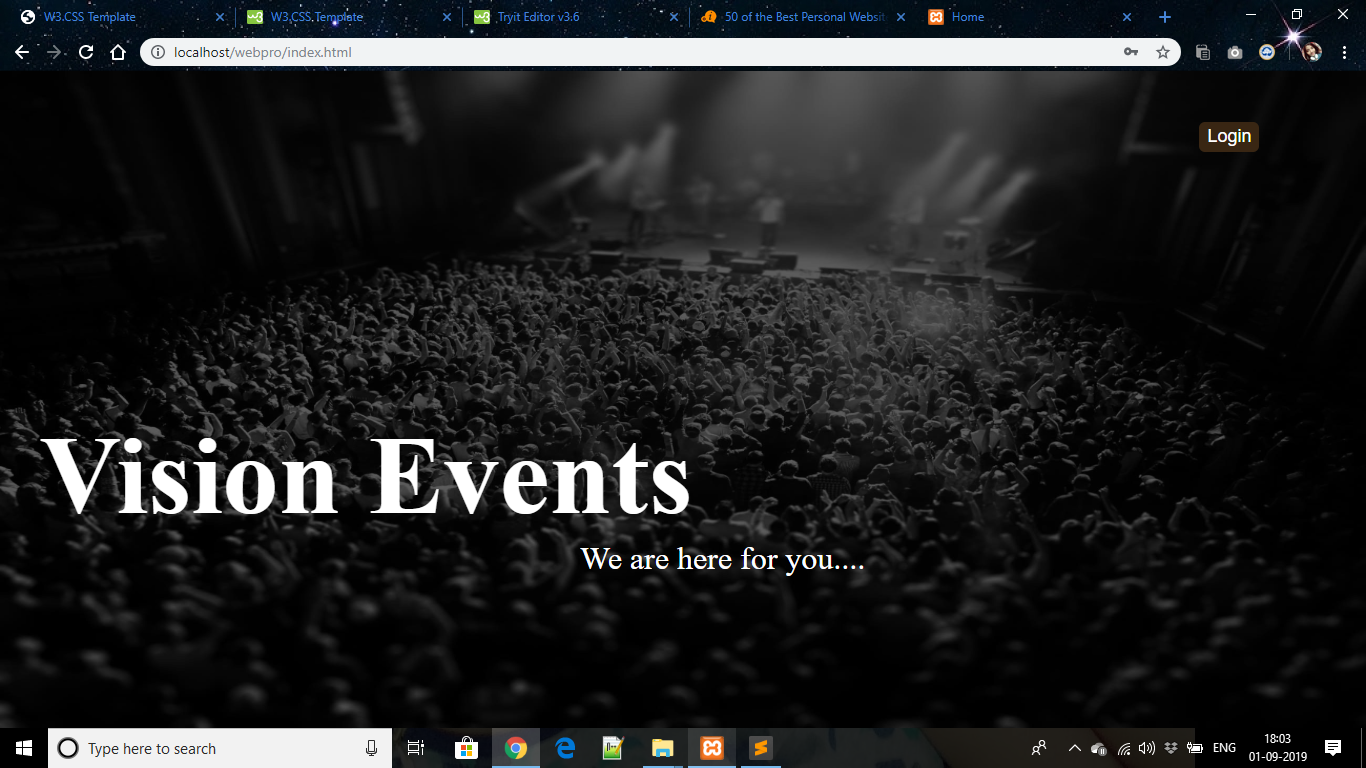 W3.CSS Template
W3.CSS Template
Tryit Editor v3.6
50 of the Best Personal Websit
Home
localhost/webpro/index.html
Login
Vision Events
We are here for you....
Type here to search
ENG
18:03
01-09-2019